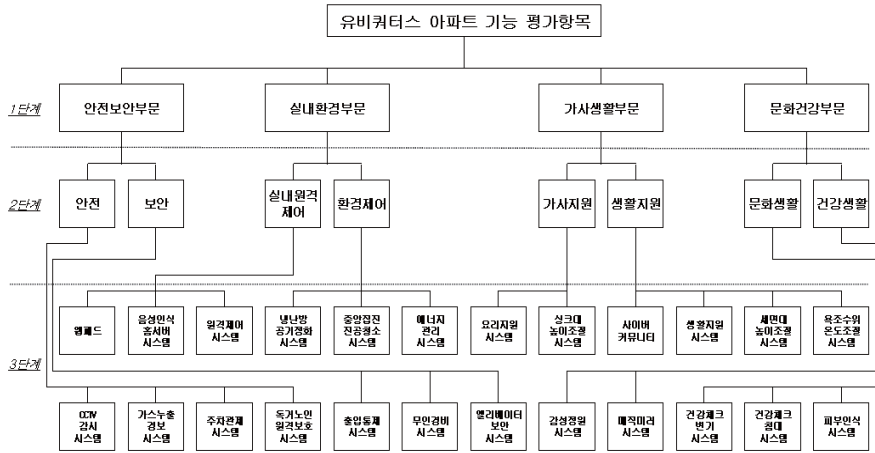 유비쿼터스 아파트 기능 평가항목
1단계
안전보안부문
실내환경부문
가사생활부문
문화건강부문
2단계
안전
보안
실내원격
제어
환경제어
가사지원
생활지원
문화생활
건강생활
3단계
웹패드
음성인식
홈서버
시스템
원격제어
시스템
냉난방
공기정화
시스템
중앙집진
진공청소
시스템
에너지
관리
시스템
요리지원
시스템
싱크대
높이조절
시스템
사이버
커뮤니티
생활지원
시스템
세면대
높이조절
시스템
욕조수위
온도조절
시스템
CCTV
감시
시스템
가스누출
경보
시스템
주차관제
시스템
독거노인
원격보호
시스템
출입통제
시스템
무인경비
시스템
엘리베이터
보안
시스템
감성정원
시스템
매직미러
시스템
건강체크
변기
시스템
건강체크
침대
시스템
피부인식
시스템